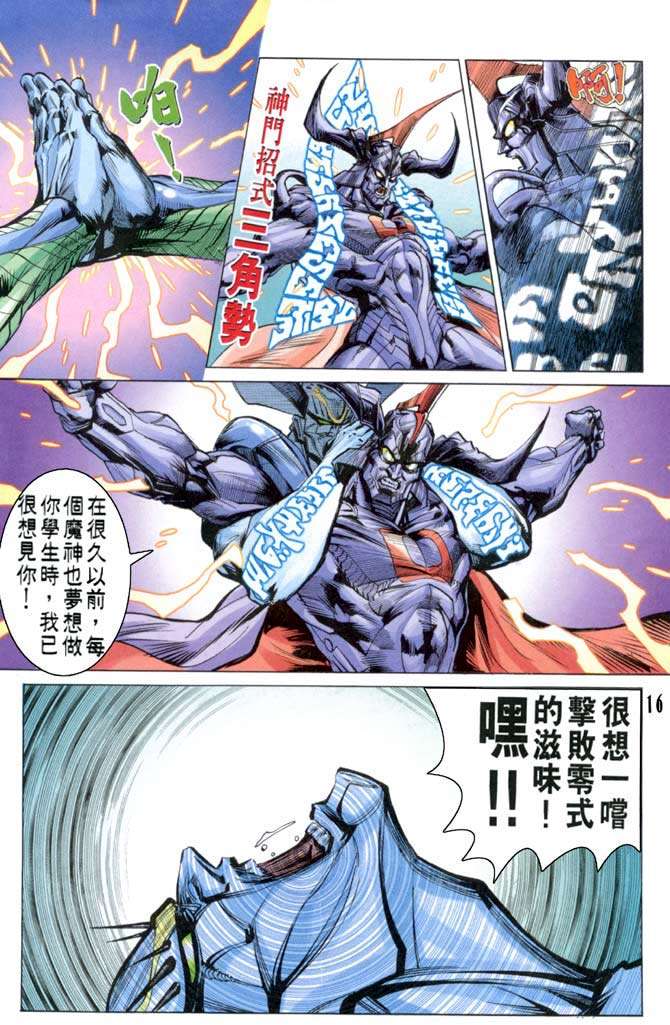 啊!
神門招式
三角勢
啪!
在很久以前，每
個魔神也夢想做
你學生時，我已
很想見你！
很想一嚐
擊敗零式
的滋味！
嘿!!
16